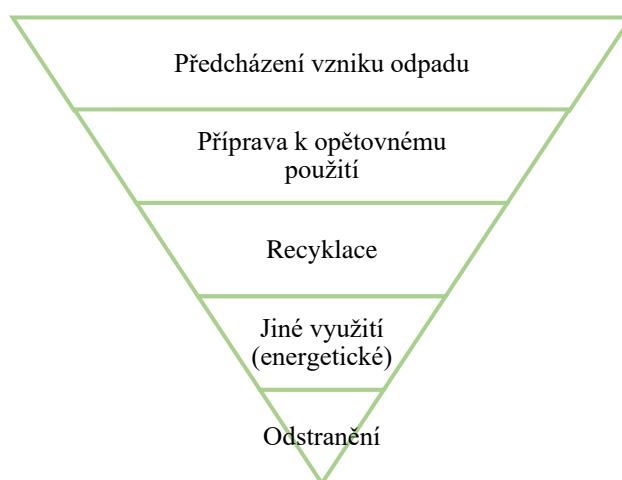 Předcházení vzniku odpadu
Příprava k opětovnému
použití
Recyklace
Jiné využití
(energetické)
Odstranění